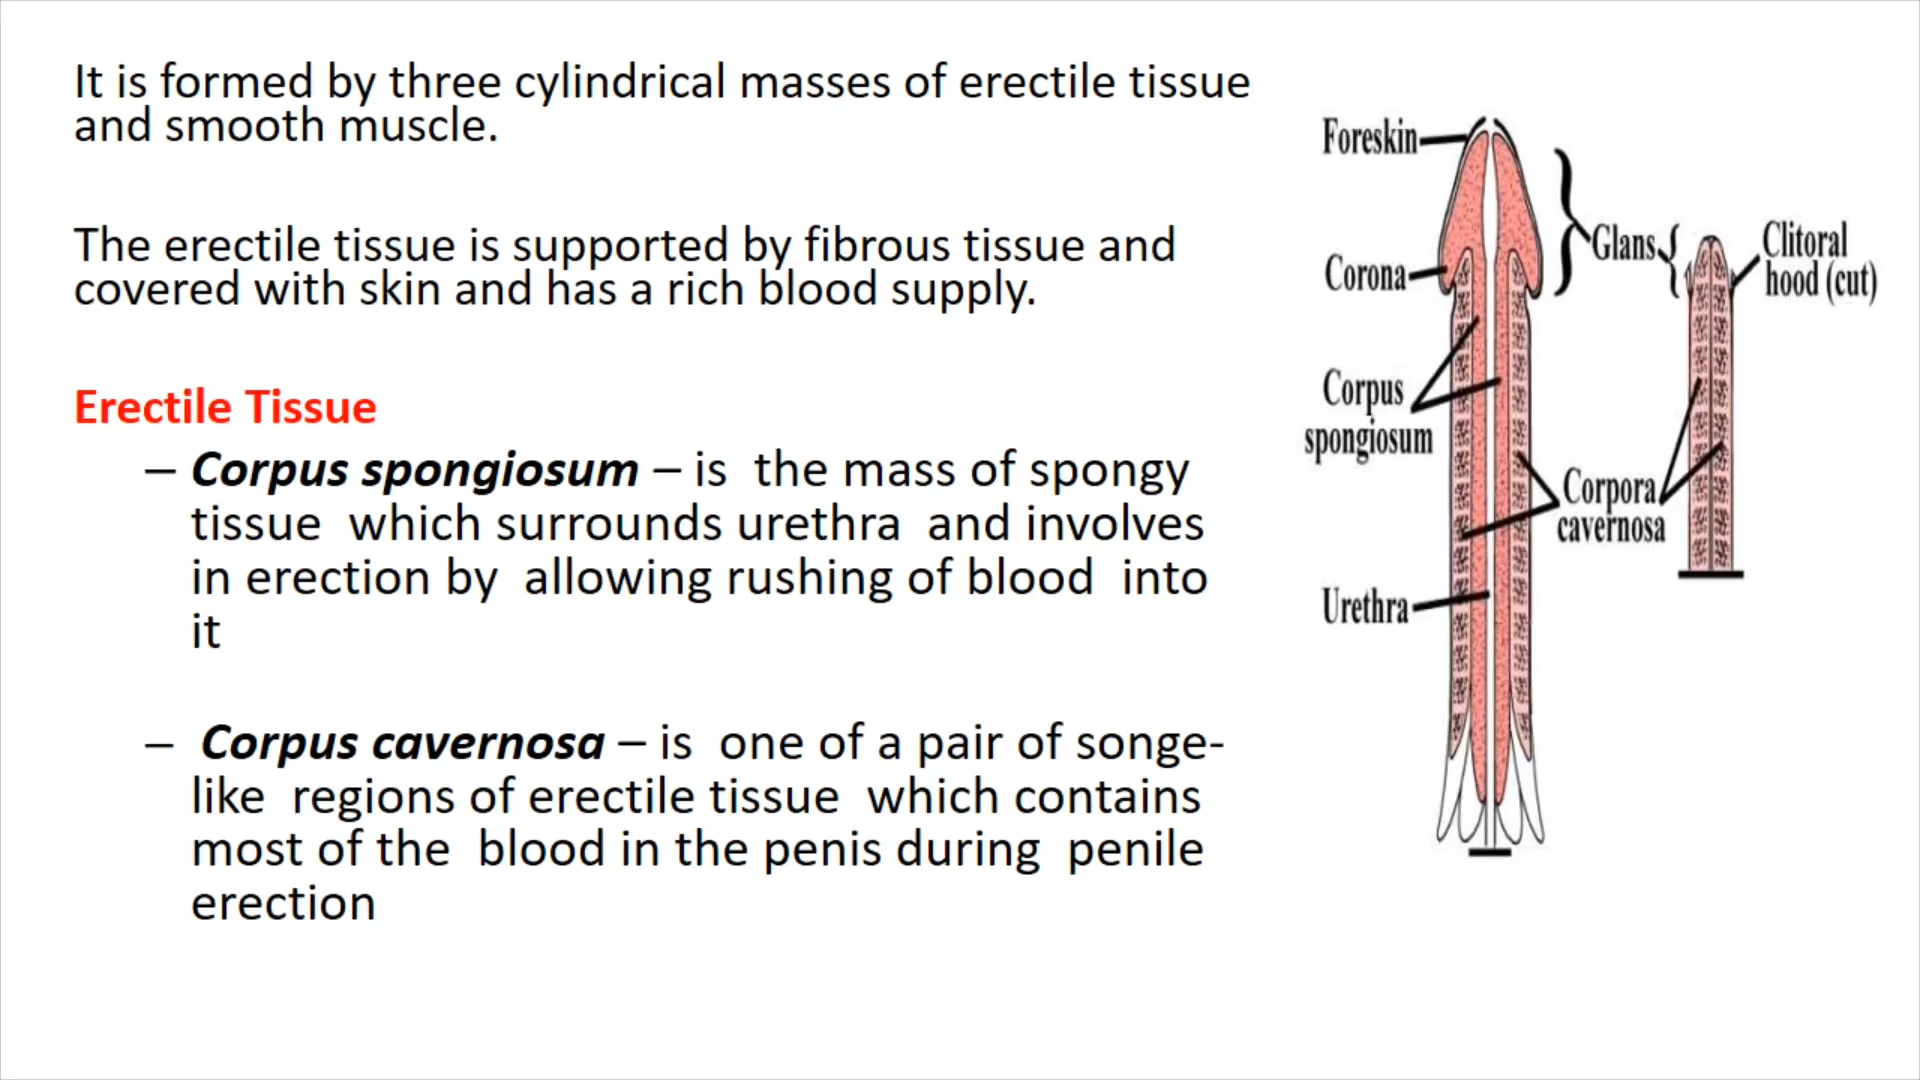 It is formed by three cylindrical masses of erectile tissue
and smooth muscle.
The erectile tissue is supported by fibrous tissue and
covered with skin and has a rich blood supply.
Erectile Tissue
– Corpus spongiosum – is the mass of spongy
tissue which surrounds urethra and involves
in erection by allowing rushing of blood into
it
– Corpus cavernosa – is one of a pair of songe-
like regions of erectile tissue which contains
most of the blood in the penis during penile
erection
Foreskin
Corona
Corpus
spongiosum
Urethra
Glans
Clitoral
hood (cut)
Corpora
cavernosa